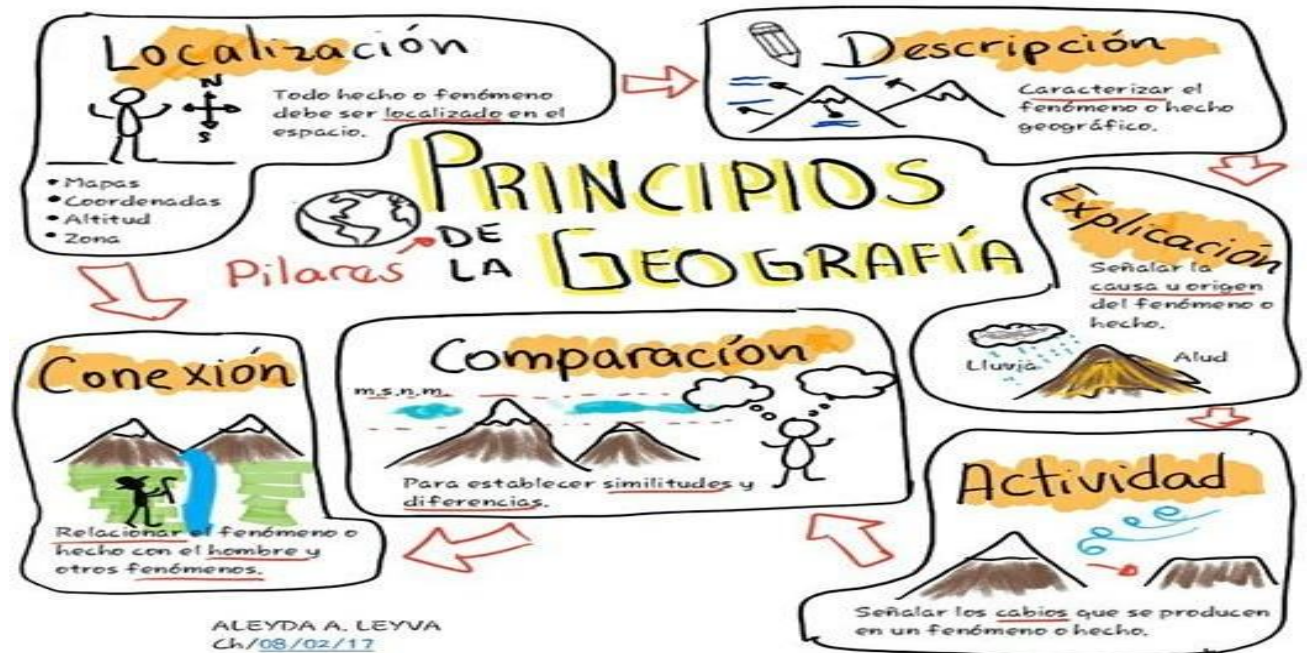 Localización
N
S
Todo hecho o fenómeno
debe ser localizado en el
espacio.
• Mapas
• Coordenadas
• Altitud
• Zona
Descripción
Caracterizar el
fenómeno o hecho
geográfico.
PRINCIPIOS
DE
LA GEOGRAFÍA
Pilares
Explicación
Señalar la
causa u origen
del fenómeno o
hecho.
Lluvia
Alud
Conexión
Relacionar el fenómeno o
hecho con el hombre y
otros fenómenos.
Comparación
m.s.n.m.
Para establecer similitudes y
diferencias.
Actividad
Señalar los cabios que se producen
en un fenómeno o hecho.
ALEYDA A. LEYVA
Ch/08/02/17